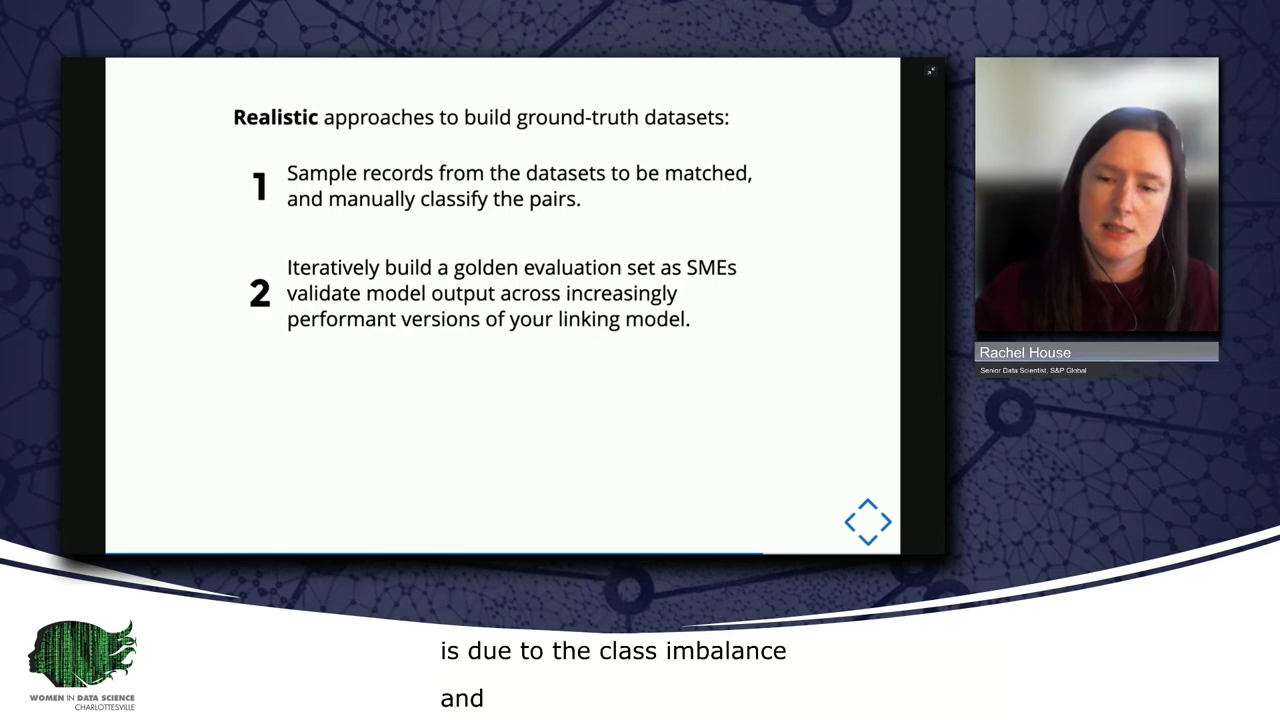 Realistic approaches to build ground-truth datasets:
1
Sample records from the datasets to be matched,
and manually classify the pairs.
2
Iteratively build a golden evaluation set as SMEs
validate model output across increasingly
performant versions of your linking model.
Rachel House
Senior Data Scientist, S&P Global
is due to the class imbalance
and
WOMEN IN DATA SCIENCE
CHARLOTTESVILLE